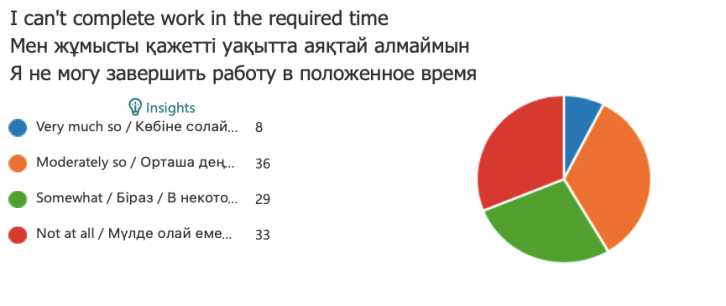 I can't complete work in the required time
Мен жұмысты қажетті уақытта аяқтай алмаймын
Я не могу завершить работу в положенное время
Insights
Very much so / Көбіне солай... 8
Moderately so / Орташа дең... 36
Somewhat / Біраз / В некото... 29
Not at all / Мүлде олай еме... 33